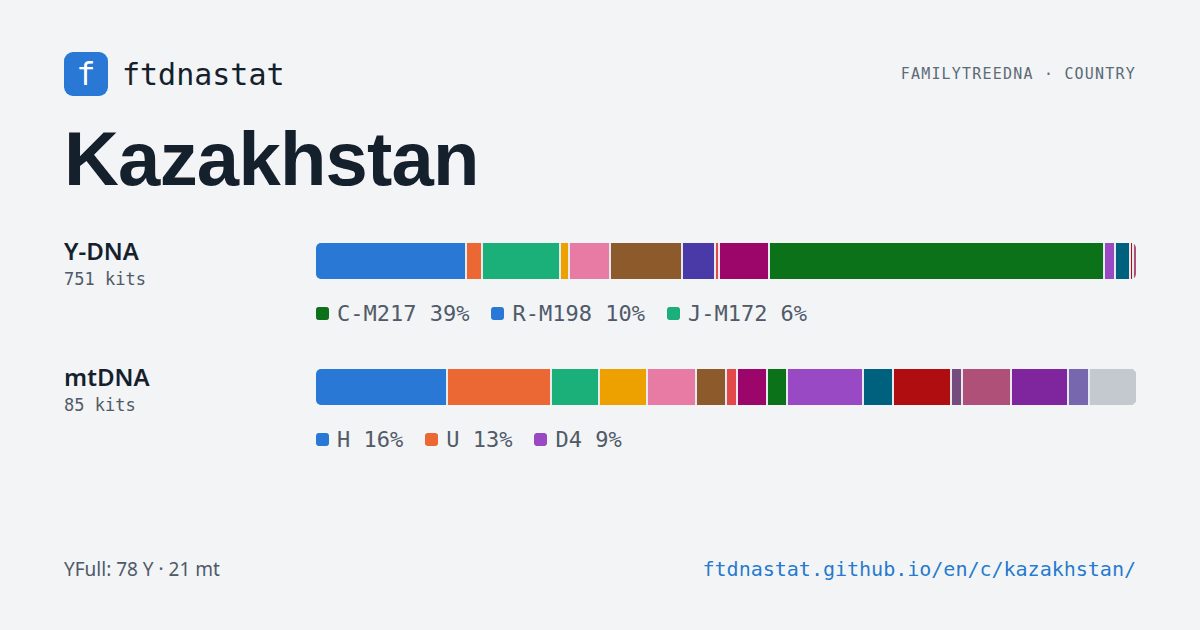 f ftdnastat
FAMILYTREEDNA · COUNTRY
Kazakhstan
Y-DNA
751 kits
C-M217 39% R-M198 10% J-M172 6%
mtDNA
85 kits
H 16% U 13% D4 9%
YFull: 78 Y · 21 mt
ftdnastat.github.io/en/c/kazakhstan/